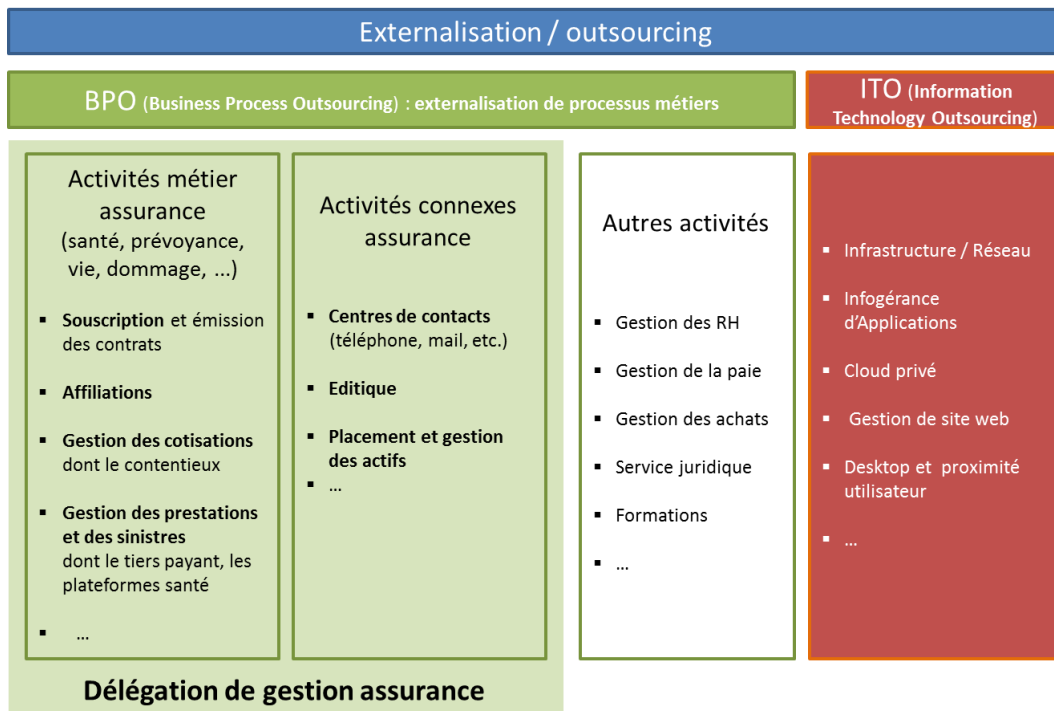 Externalisation / outsourcing
BPO (Business Process Outsourcing) : externalisation de processus métiers
ITO (Information
Technology Outsourcing)
Activités métier
assurance
(santé, prévoyance,
vie, dommage, ...)
▪ Souscription et émission
des contrats
▪ Affiliations
▪ Gestion des cotisations
dont le contentieux
▪ Gestion des prestations
et des sinistres
dont le tiers payant, les
plateformes santé
▪ ...
Activités connexes
assurance
▪ Centres de contacts
(téléphone, mail, etc.)
▪ Editique
▪ Placement et gestion
des actifs
▪ ...
Autres activités
▪ Gestion des RH
▪ Gestion de la paie
▪ Gestion des achats
▪ Service juridique
▪ Formations
▪ ...
▪ Infrastructure / Réseau
▪ Infogérance
d'Applications
▪ Cloud privé
▪ Gestion de site web
▪ Desktop et proximité
utilisateur
▪ ...
Délégation de gestion assurance